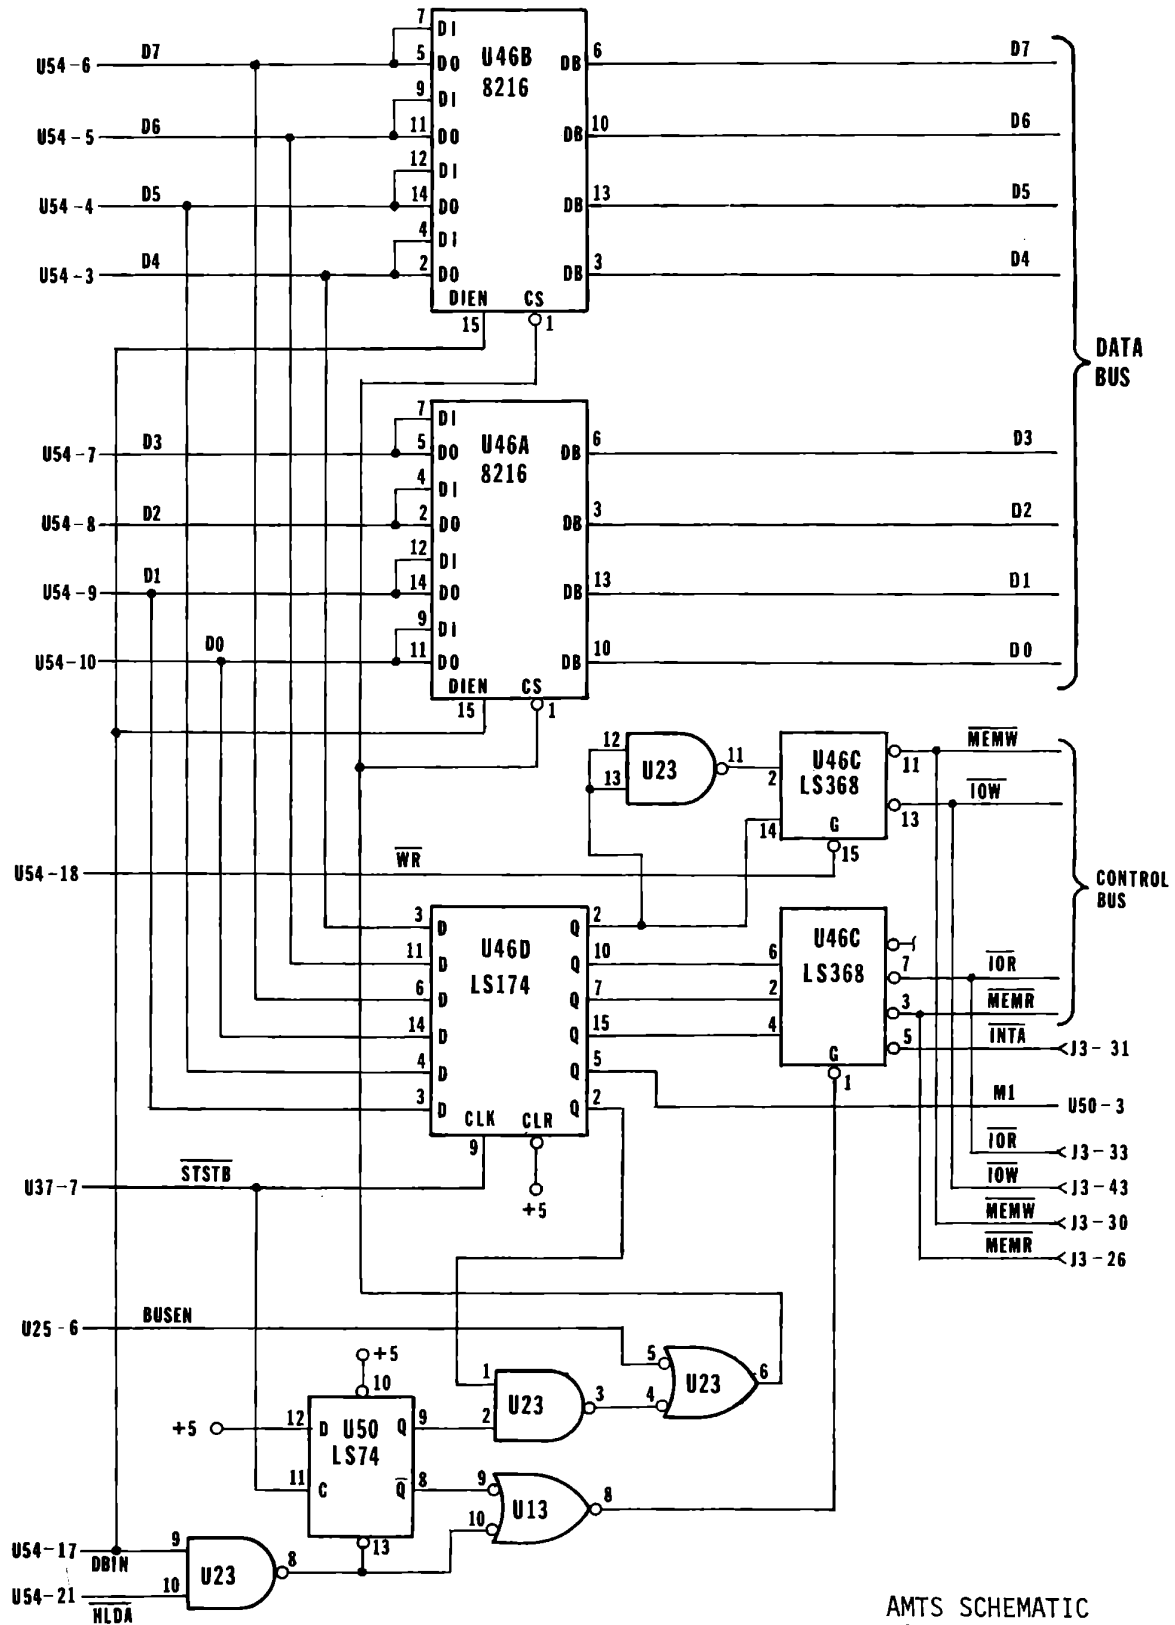 7 DI
U54-6 D7 5 DO U46B 8216 DB 6 D7
9 DI
U54-5 D6 11 DO DB 10 D6
12 DI
U54-4 D5 14 DO DB 13 D5
4 DI
U54-3 D4 2 DO DB 3 D4
DIEN CS
15 1
DATA BUS
7 DI
U54-7 D3 5 DO U46A 8216 DB 6 D3
4 DI
U54-8 D2 2 DO DB 3 D2
12 DI
U54-9 D1 14 DO DB 13 D1
9 DI
U54-10 D0 11 DO DB 10 D0
DIEN CS
15 1
12 13 U23 11 2 U46C LS368 11 MEMW
14 G 13 IOW
15
U54-18 WR
CONTROL BUS
3 D U46D LS174 Q 2 U46C LS368
11 D Q 10 6 7 IOR
6 D Q 7 2 3 MEMR
14 D Q 15 4 5 INTA J3-31
4 D Q 5 G 1 M1 U50-3
3 D Q 2
CLK CLR
9
IOR J3-33
U37-7 STSTB +5 IOW J3-43
MEMW J3-30
MEMR J3-26
U25-6 BUSEN 5 4 U23 6
+5
10
1 2 U23 3
+5 12 D U50 LS74 Q 9
11 C Q 8 9 10 U13 8
13
U54-17 DBIN 9 U23 8
U54-21 HLDA 10
AMTS SCHEMATIC